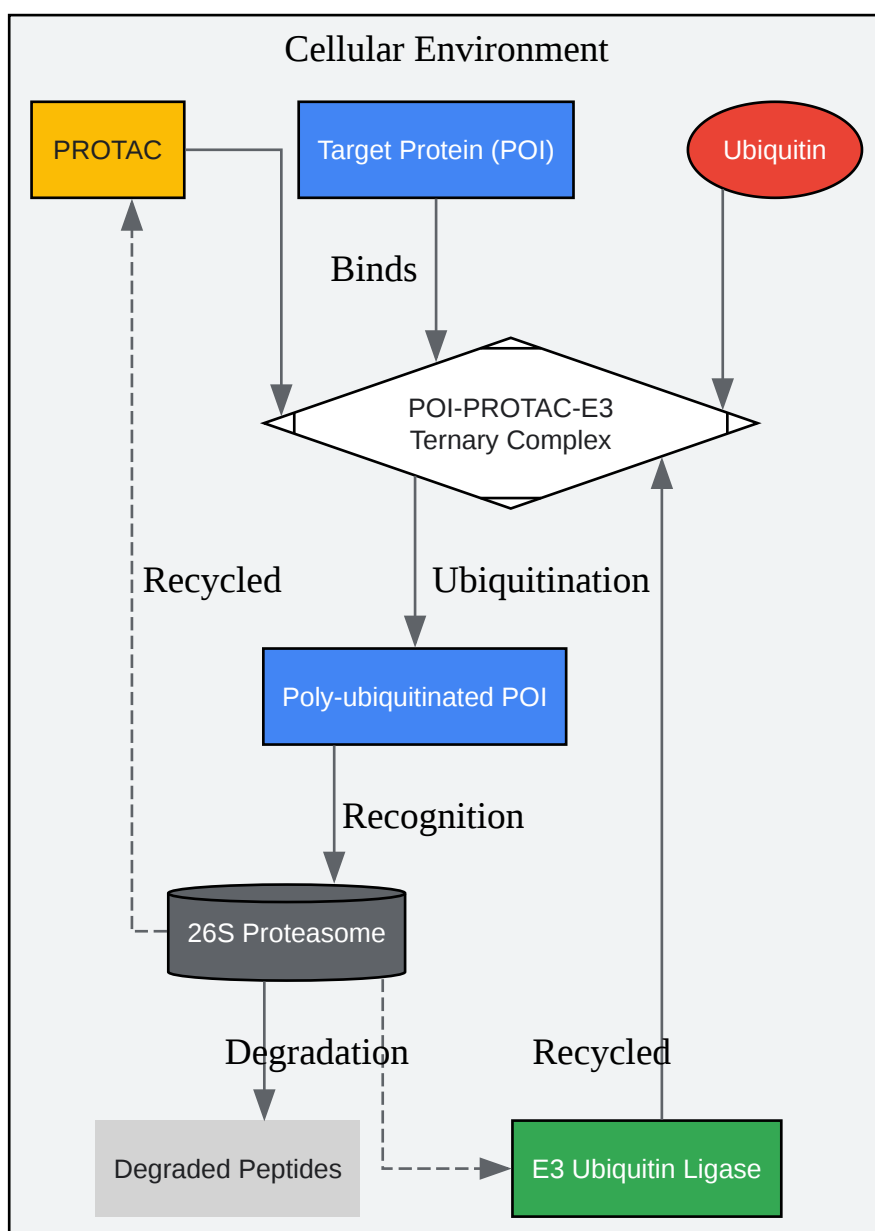 Cellular Environment
PROTAC
Target Protein (POI)
Ubiquitin
Binds
POI-PROTAC-E3
Ternary Complex
Recycled
Ubiquitination
Poly-ubiquitinated POI
Recognition
26S Proteasome
Degradation
Recycled
Degraded Peptides
E3 Ubiquitin Ligase